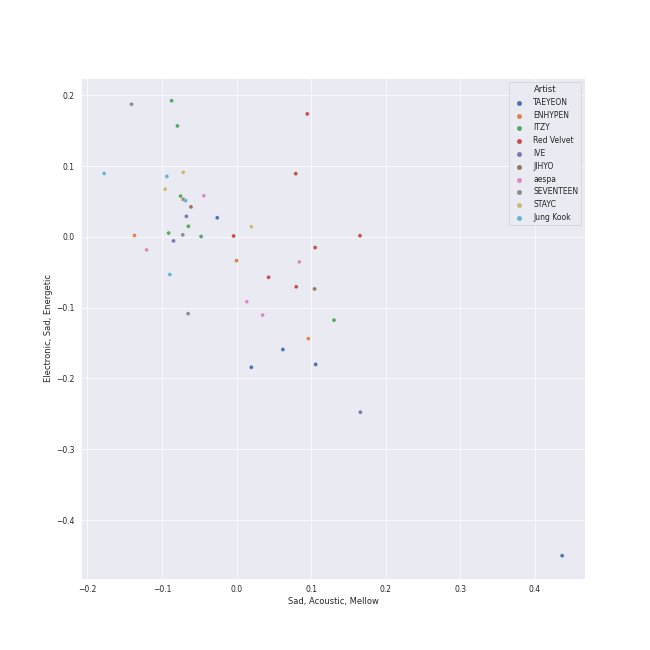 Artist
TAEYEON
ENHYPEN
ITZY
Red Velvet
IVE
JIHYO
aespa
SEVENTEEN
STAYC
Jung Kook
0.2
0.1
0.0
−0.1
−0.2
−0.3
−0.4
Electronic, Sad, Energetic
−0.2 −0.1 0.0 0.1 0.2 0.3 0.4
Sad, Acoustic, Mellow